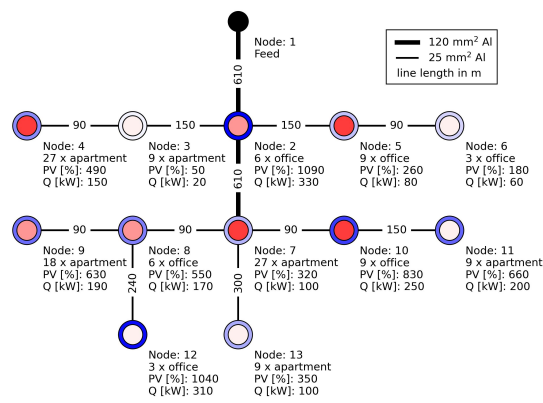 Node: 1
Feed
120 mm² Al
25 mm² Al
line length in m
610
90
150
150
90
Node: 4
27 x apartment
PV [%]: 490
Q [kW]: 150
Node: 3
9 x apartment
PV [%]: 50
Q [kW]: 20
Node: 2
6 x office
PV [%]: 1090
Q [kW]: 330
Node: 5
9 x office
PV [%]: 260
Q [kW]: 80
Node: 6
3 x office
PV [%]: 180
Q [kW]: 60
610
90
90
90
150
Node: 9
18 x apartment
PV [%]: 630
Q [kW]: 190
Node: 8
6 x office
PV [%]: 550
Q [kW]: 170
Node: 7
27 x apartment
PV [%]: 320
Q [kW]: 100
Node: 10
9 x office
PV [%]: 830
Q [kW]: 250
Node: 11
9 x apartment
PV [%]: 660
Q [kW]: 200
240
300
Node: 12
3 x office
PV [%]: 1040
Q [kW]: 310
Node: 13
9 x apartment
PV [%]: 350
Q [kW]: 100